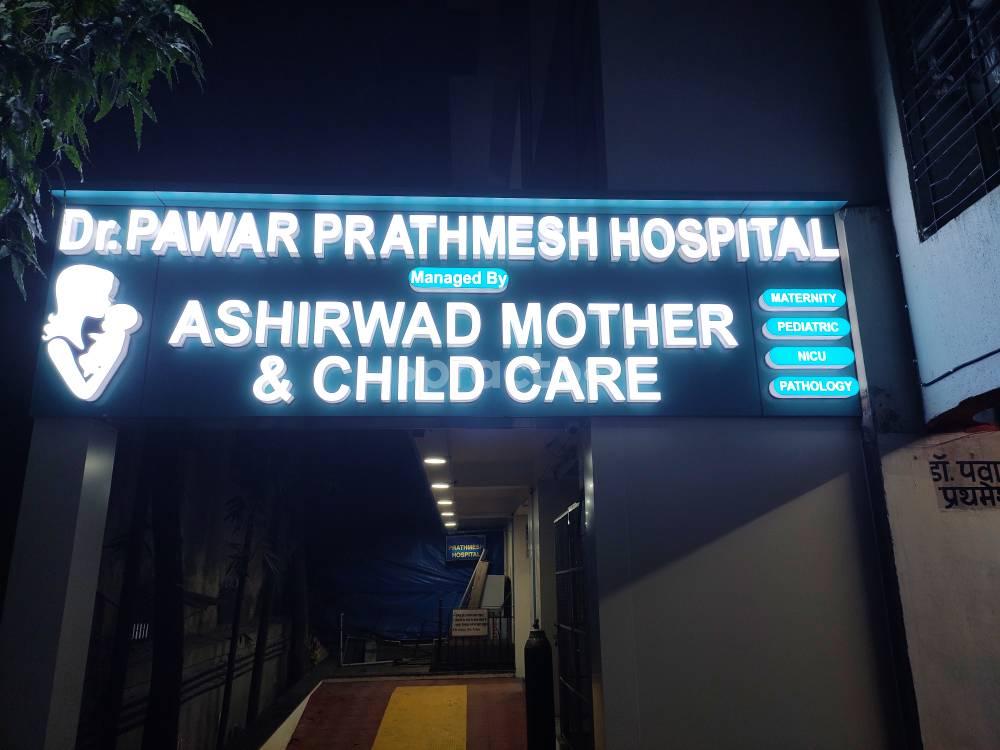 Dr. PAWAR PRATHMESH HOSPITAL
Managed By
ASHIRWAD MOTHER
& CHILD CARE
MATERNITY
PEDIATRIC
NICU
PATHOLOGY
डॉ. पवा
प्रथमे
PRATHMESH
HOSPITAL